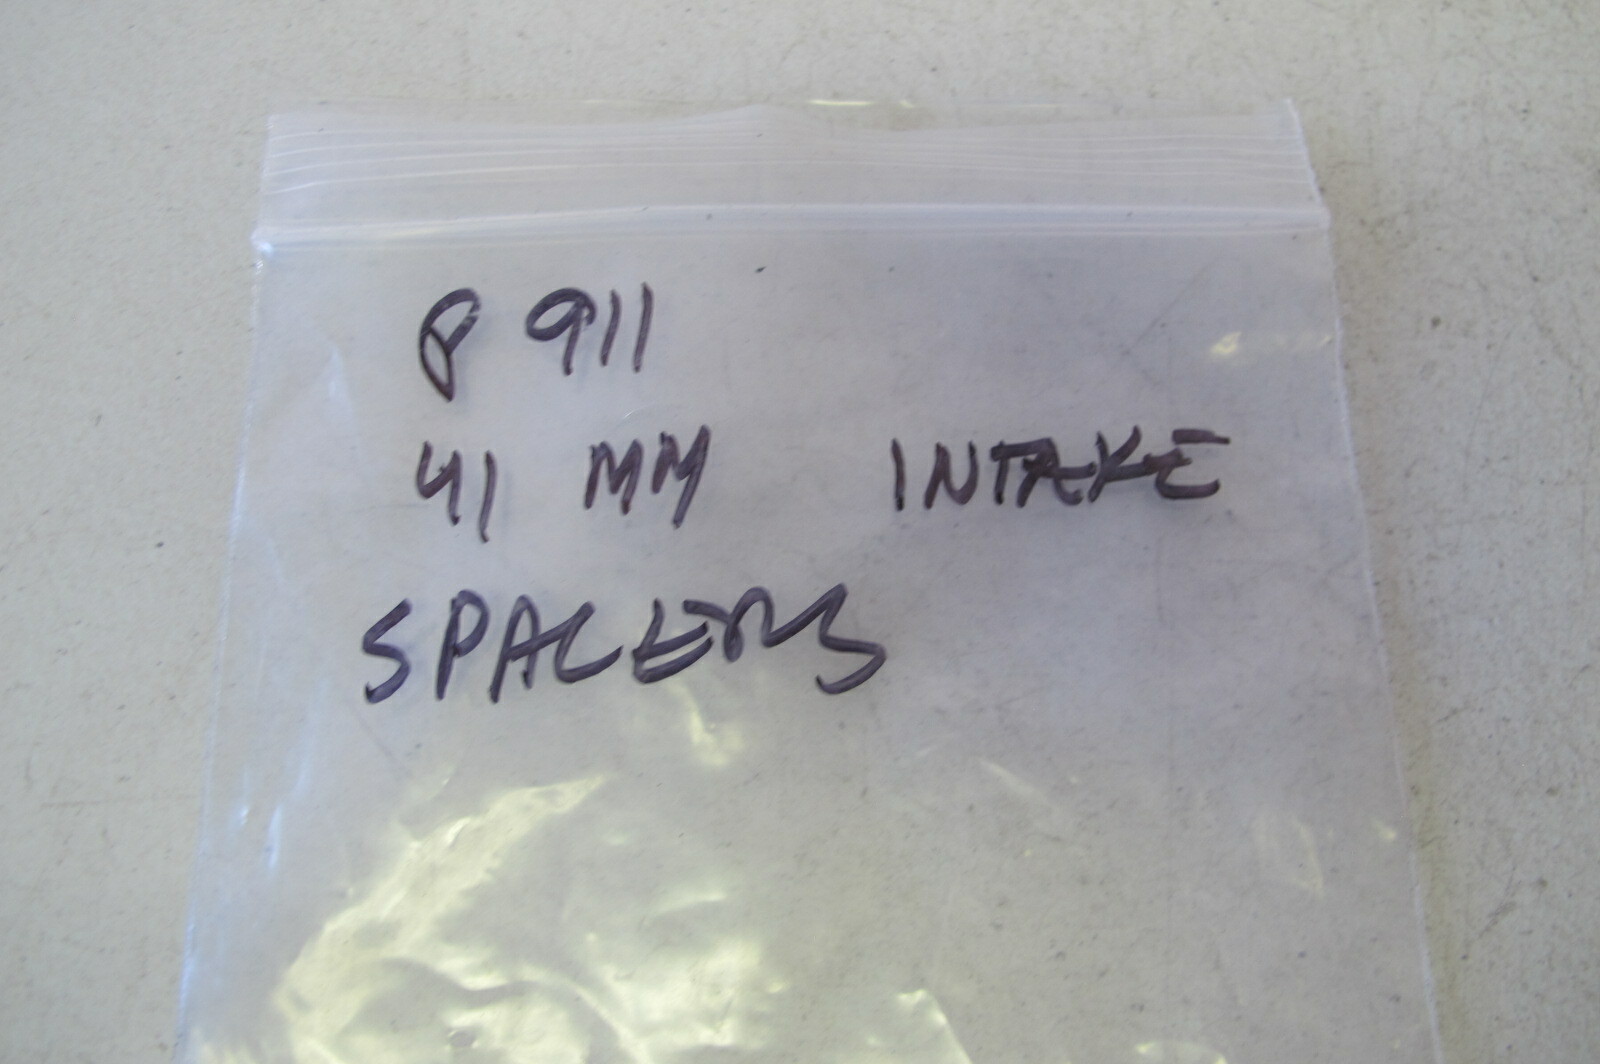 P 911
41 MM INTAKE
SPACERS